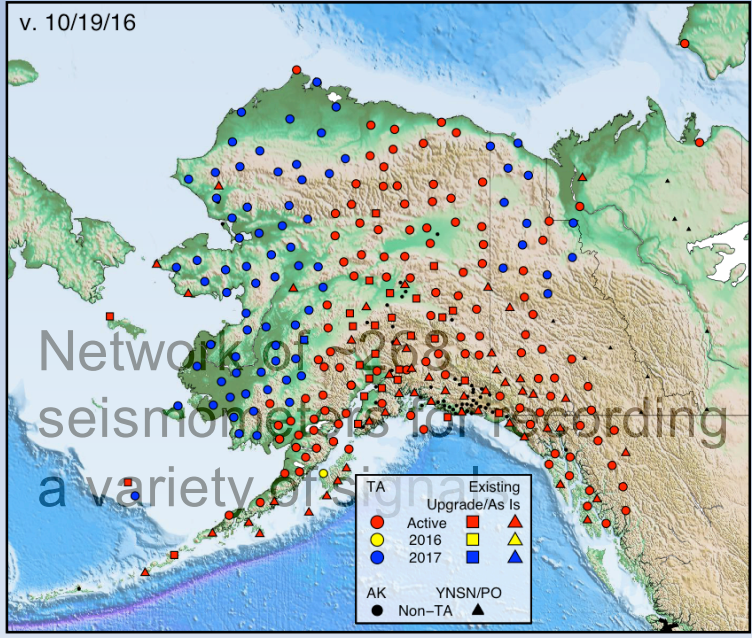 v. 10/19/16
Network of ~268
seismometers for recording
a variety of signal
TA Existing
Upgrade/As Is
Active
2016
2017
AK YNSN/PO
Non-TA